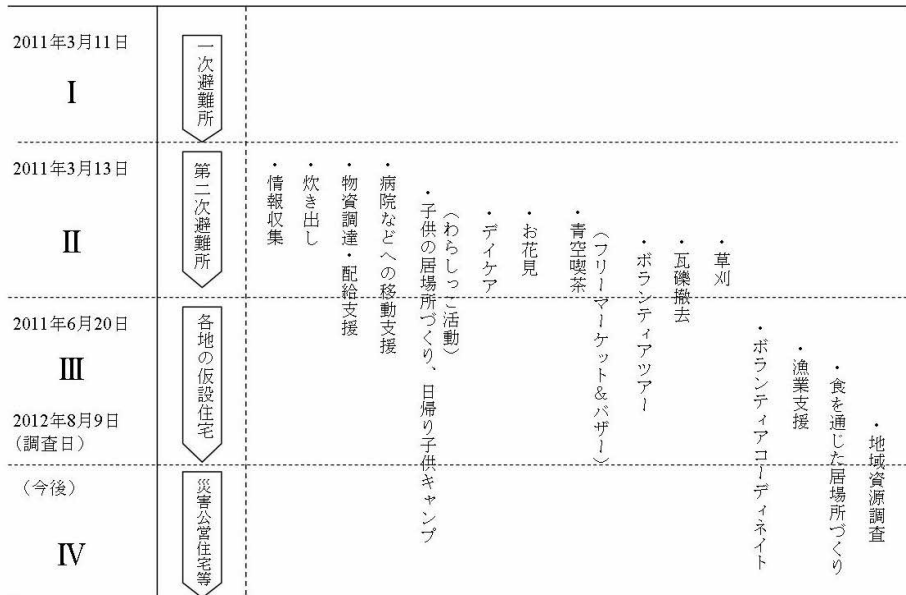 2011年3月11日
I
一次避難所
2011年3月13日
II
第二次避難所
・情報収集
・炊き出し
・物資調達・配給支援
・病院などへの移動支援
・子供の居場所づくり、日帰り子供キャンプ
（わらしっこ活動）
・デイケア
・お花見
・青空喫茶
（フリーマーケット＆バザー）
・ボランティアツアー
・瓦礫撤去
・草刈
2011年6月20日
III
2012年8月9日
（調査日）
各地の仮設住宅
・ボランティアコーディネイト
・漁業支援
・食を通じた居場所づくり
・地域資源調査
（今後）
IV
災害公営住宅等